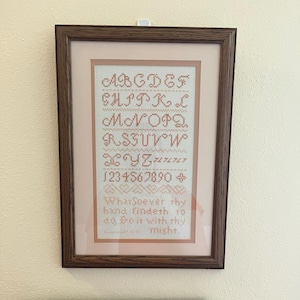 ABCDEF
GHIJKL
MNOPQ
RSTUVW
XYZ
1234567890
Whatsoever thy
hand findeth to
do, Do it with thy
might.